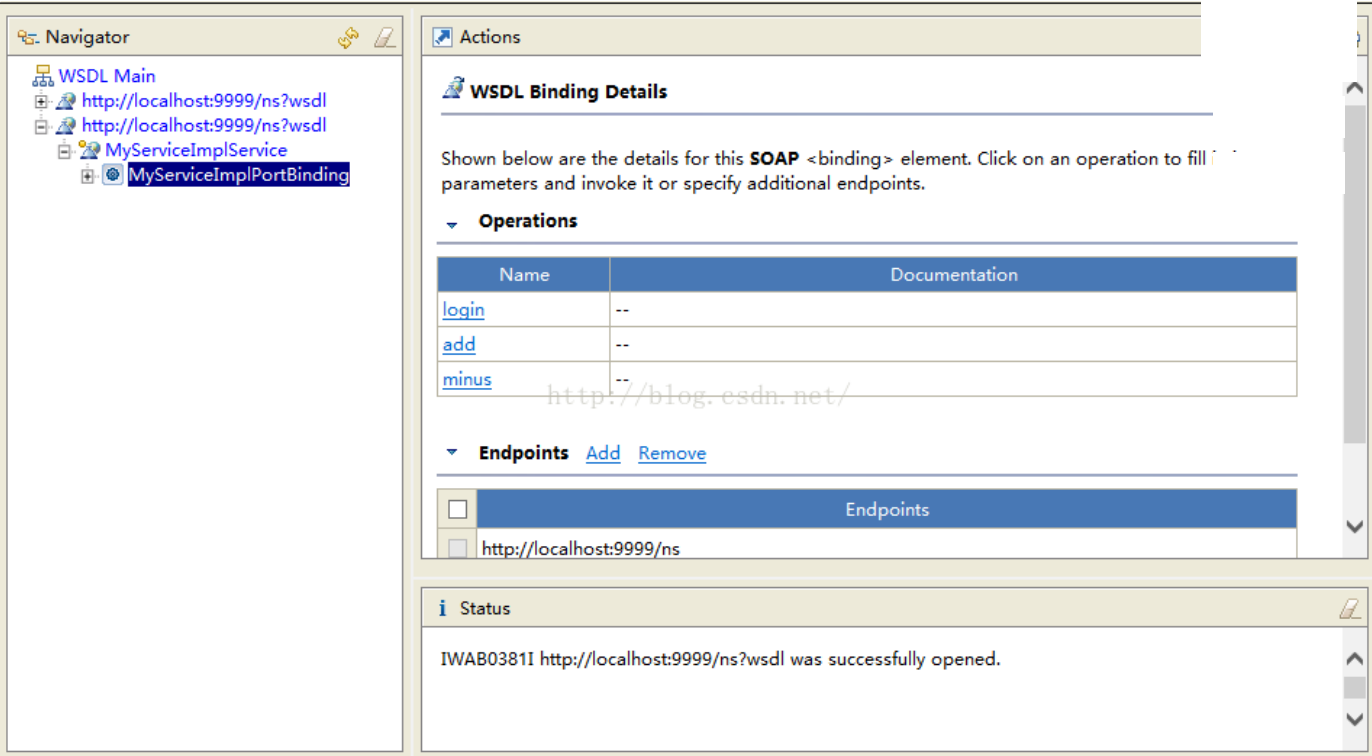 Navigator
WSDL Main
http://localhost:9999/ns?wsdl
http://localhost:9999/ns?wsdl
MyServiceImplService
MyServiceImplPortBinding
Actions
WSDL Binding Details
Shown below are the details for this SOAP <binding> element. Click on an operation to fill
parameters and invoke it or specify additional endpoints.
Operations
Name Documentation
login --
add --
minus --
http://blog.csdn.net/
Endpoints Add Remove
Endpoints
http://localhost:9999/ns
i Status
IWAB0381I http://localhost:9999/ns?wsdl was successfully opened.